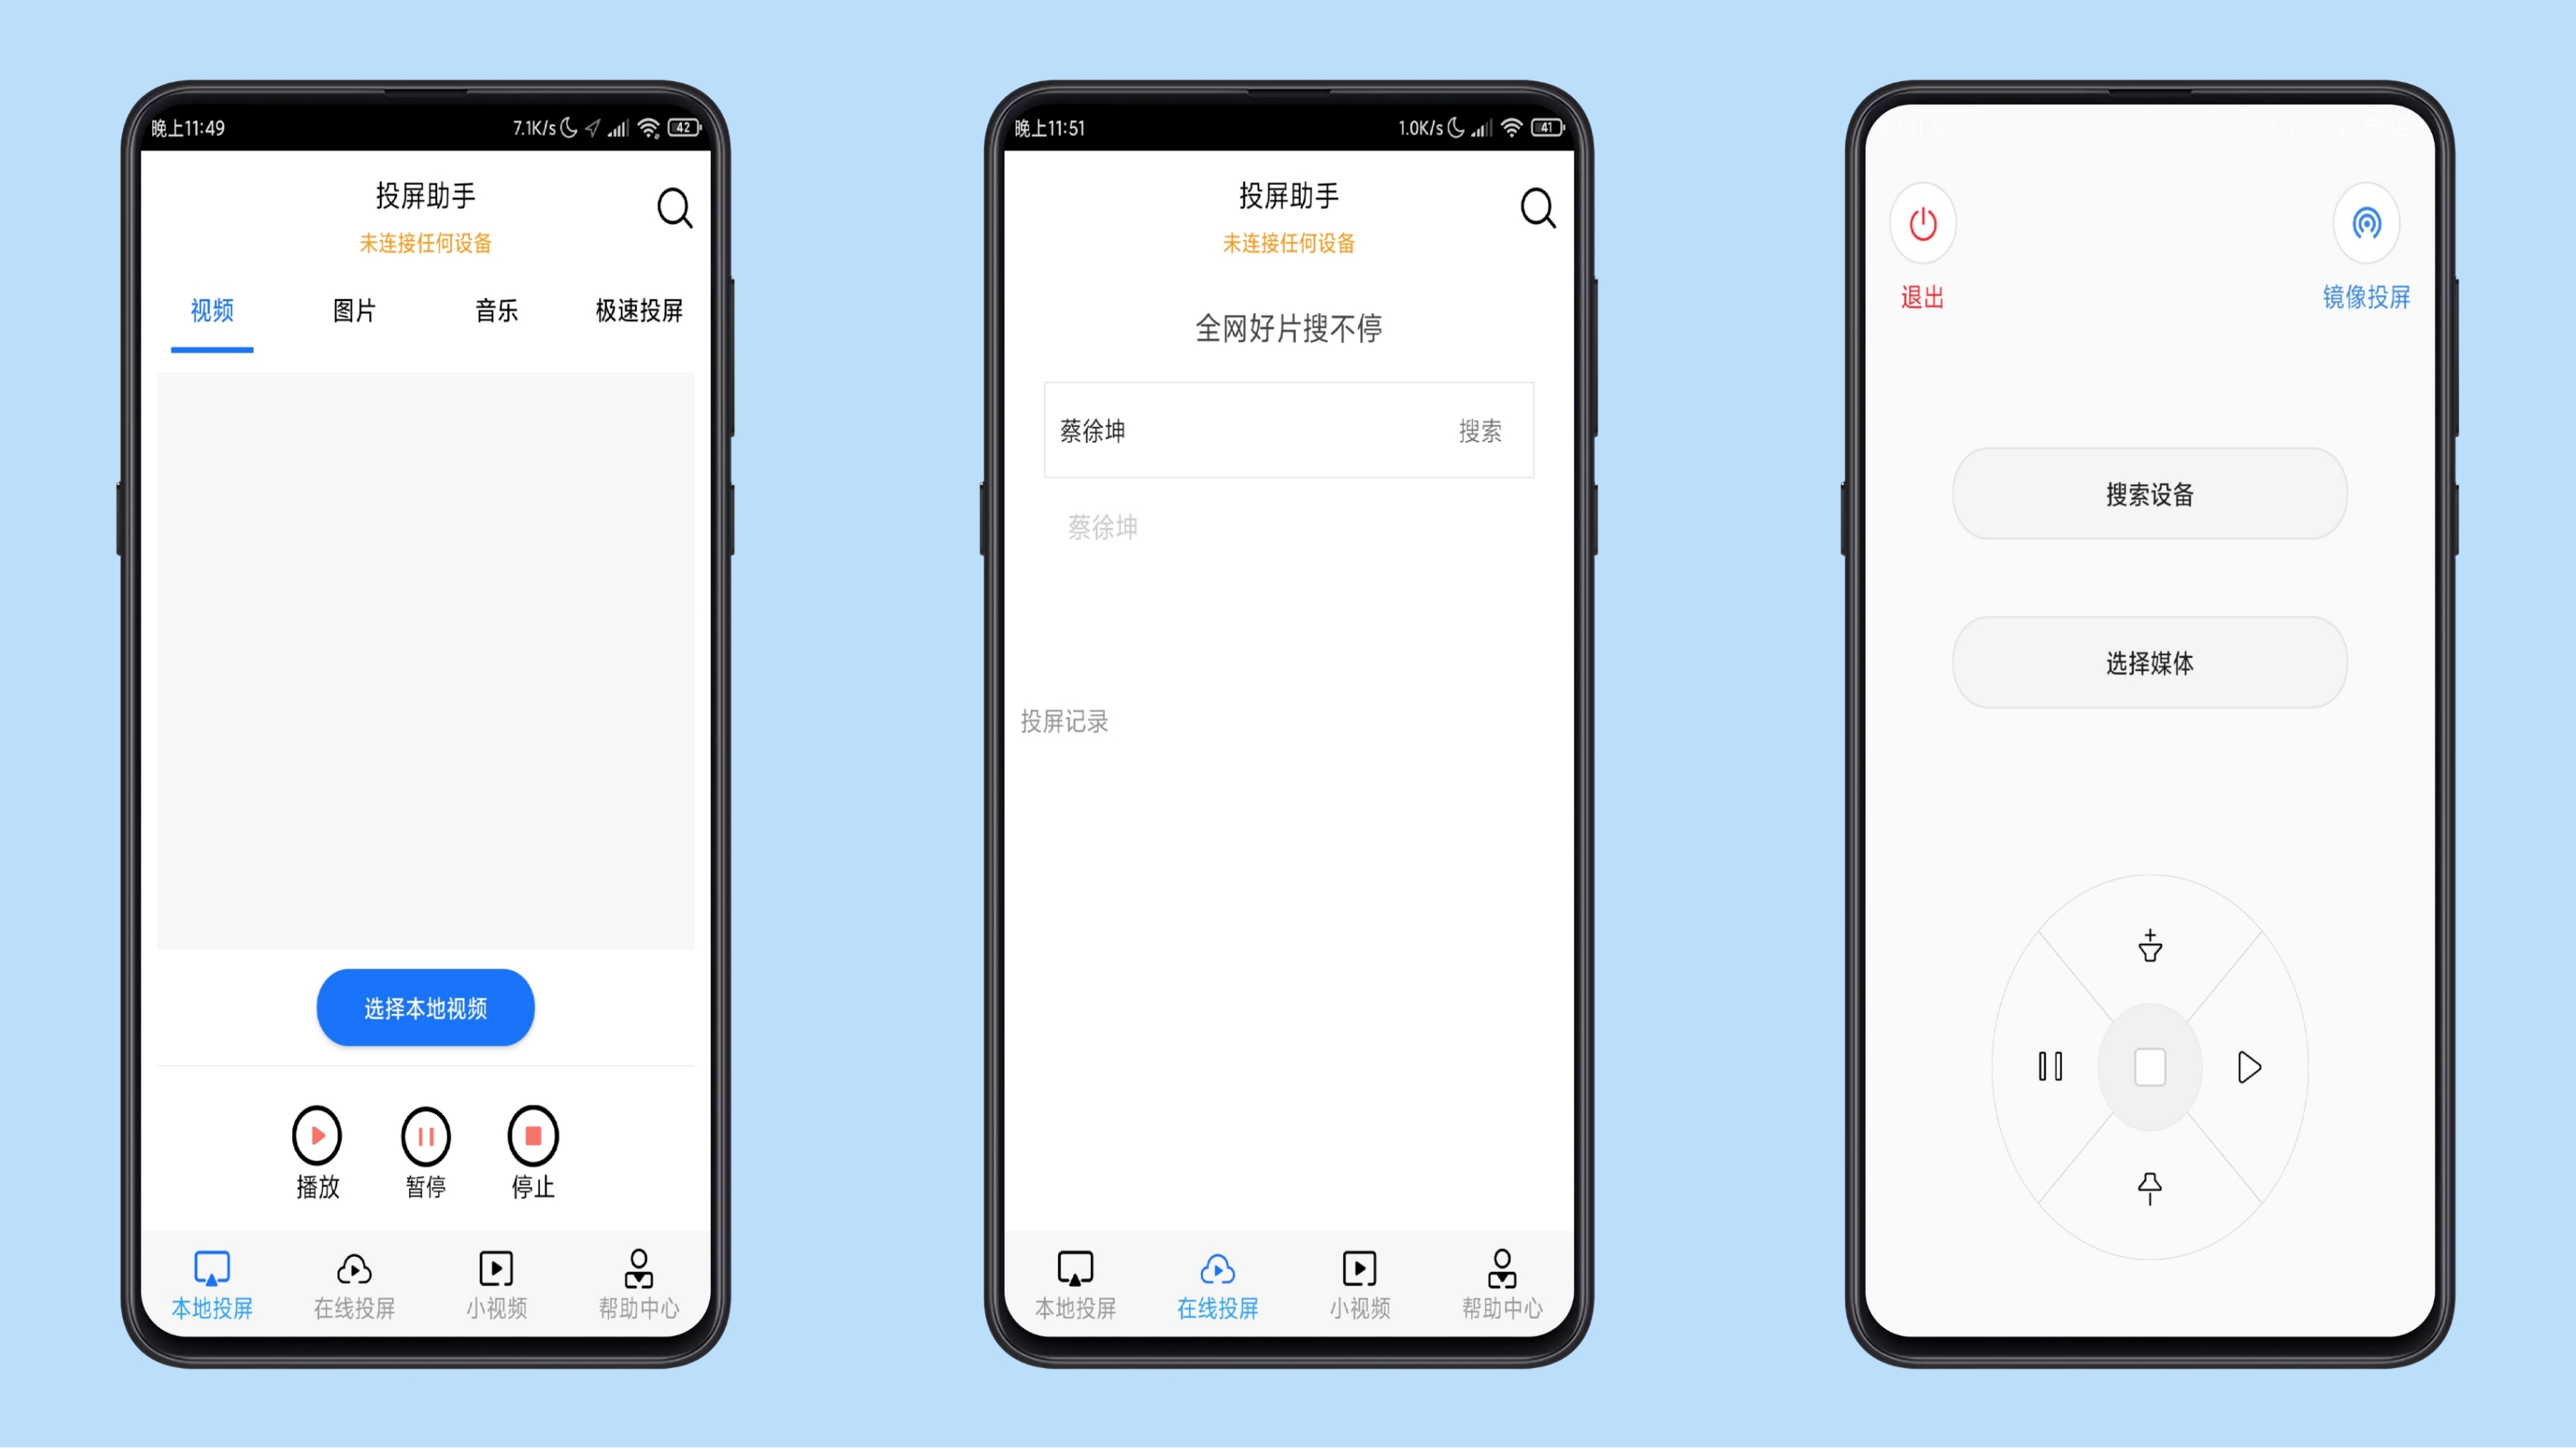 晚上11:49
7.1K/s
42
投屏助手
未连接任何设备
视频
图片
音乐
极速投屏
选择本地视频
播放
暂停
停止
本地投屏
在线投屏
小视频
帮助中心
晚上11:51
1.0K/s
41
投屏助手
未连接任何设备
全网好片搜不停
蔡徐坤
搜索
蔡徐坤
投屏记录
本地投屏
在线投屏
小视频
帮助中心
退出
镜像投屏
搜索设备
选择媒体